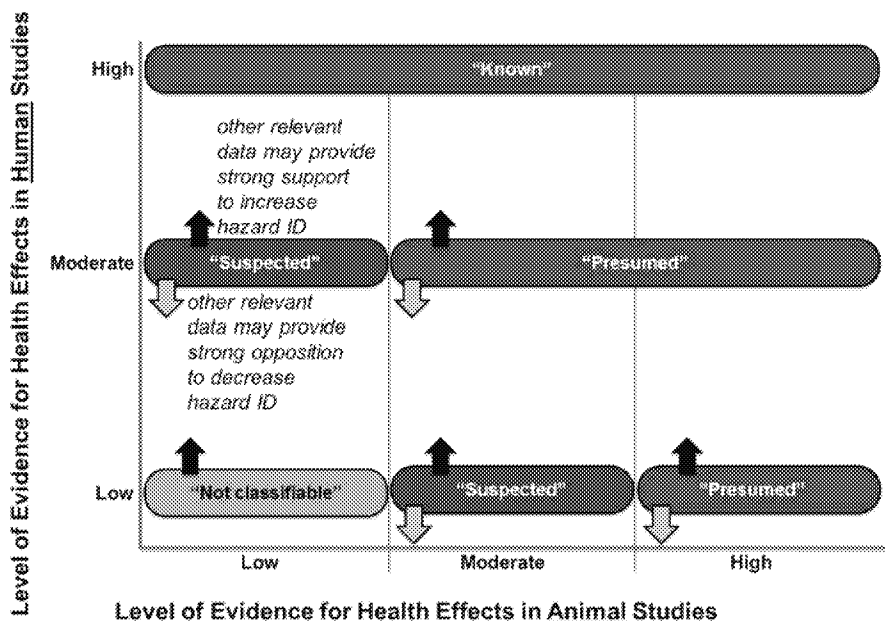 Level of Evidence for Health Effects in Human Studies
High
"Known"
other relevant
data may provide
strong support
to increase
hazard ID
Moderate
"Suspected"
"Presumed"
other relevant
data may provide
strong opposition
to decrease
hazard ID
Low
"Not classifiable"
"Suspected"
"Presumed"
Low
Moderate
High
Level of Evidence for Health Effects in Animal Studies